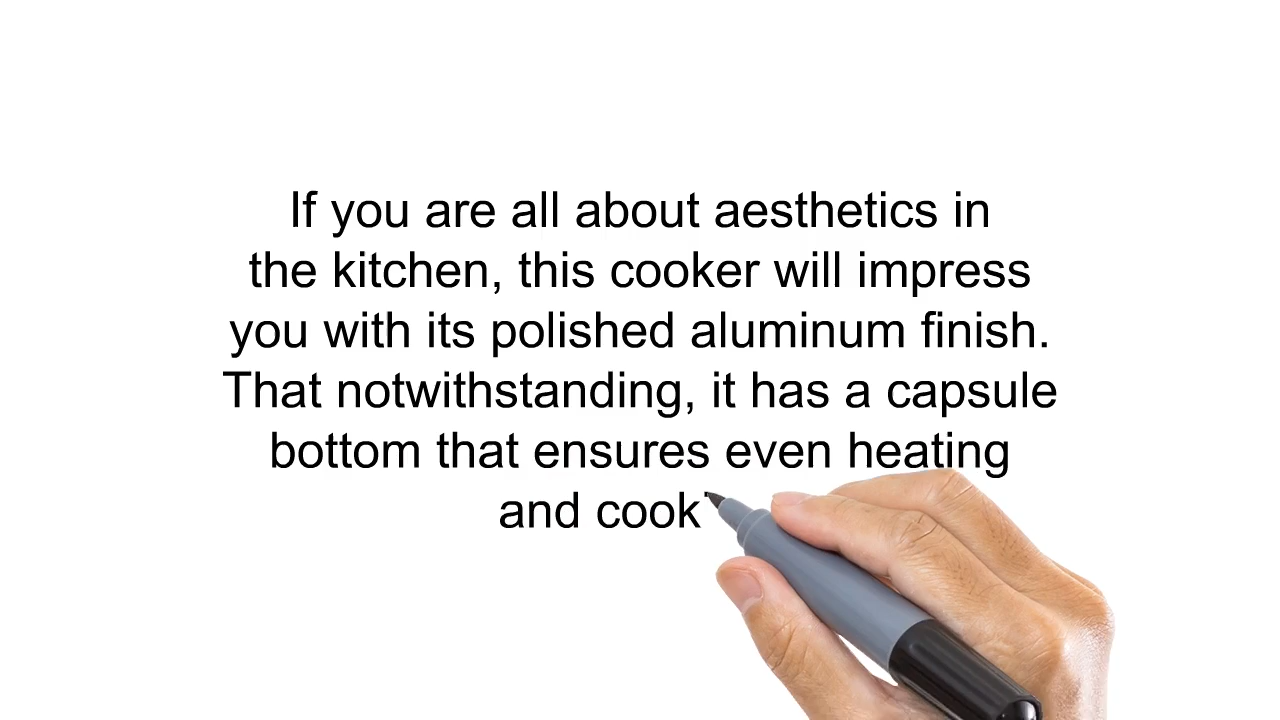 If you are all about aesthetics in
the kitchen, this cooker will impress
you with its polished aluminum finish.
That notwithstanding, it has a capsule
bottom that ensures even heating
and cook